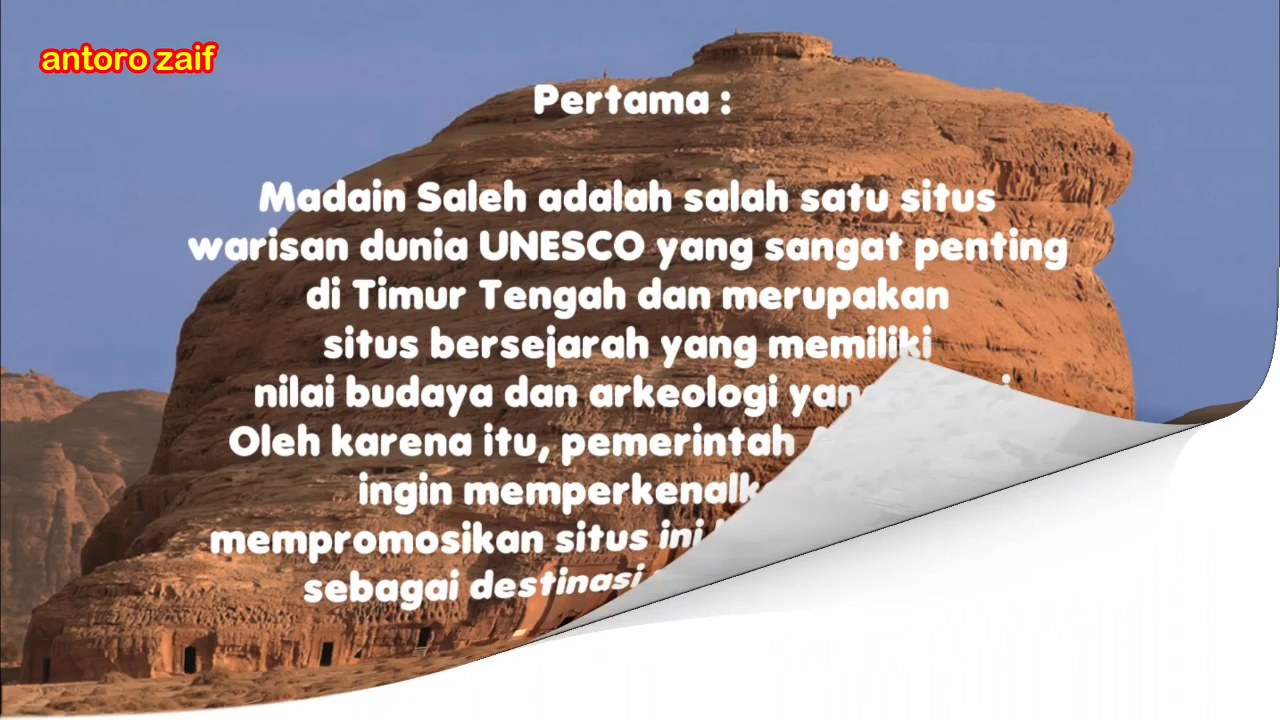 antoro zaif
Pertama :
Madain Saleh adalah salah satu situs
warisan dunia UNESCO yang sangat penting
di Timur Tengah dan merupakan
situs bersejarah yang memiliki
nilai budaya dan arkeologi
Oleh karena itu, pemerintah
ingin
mempromosikan situs ini
sebagai destinasi